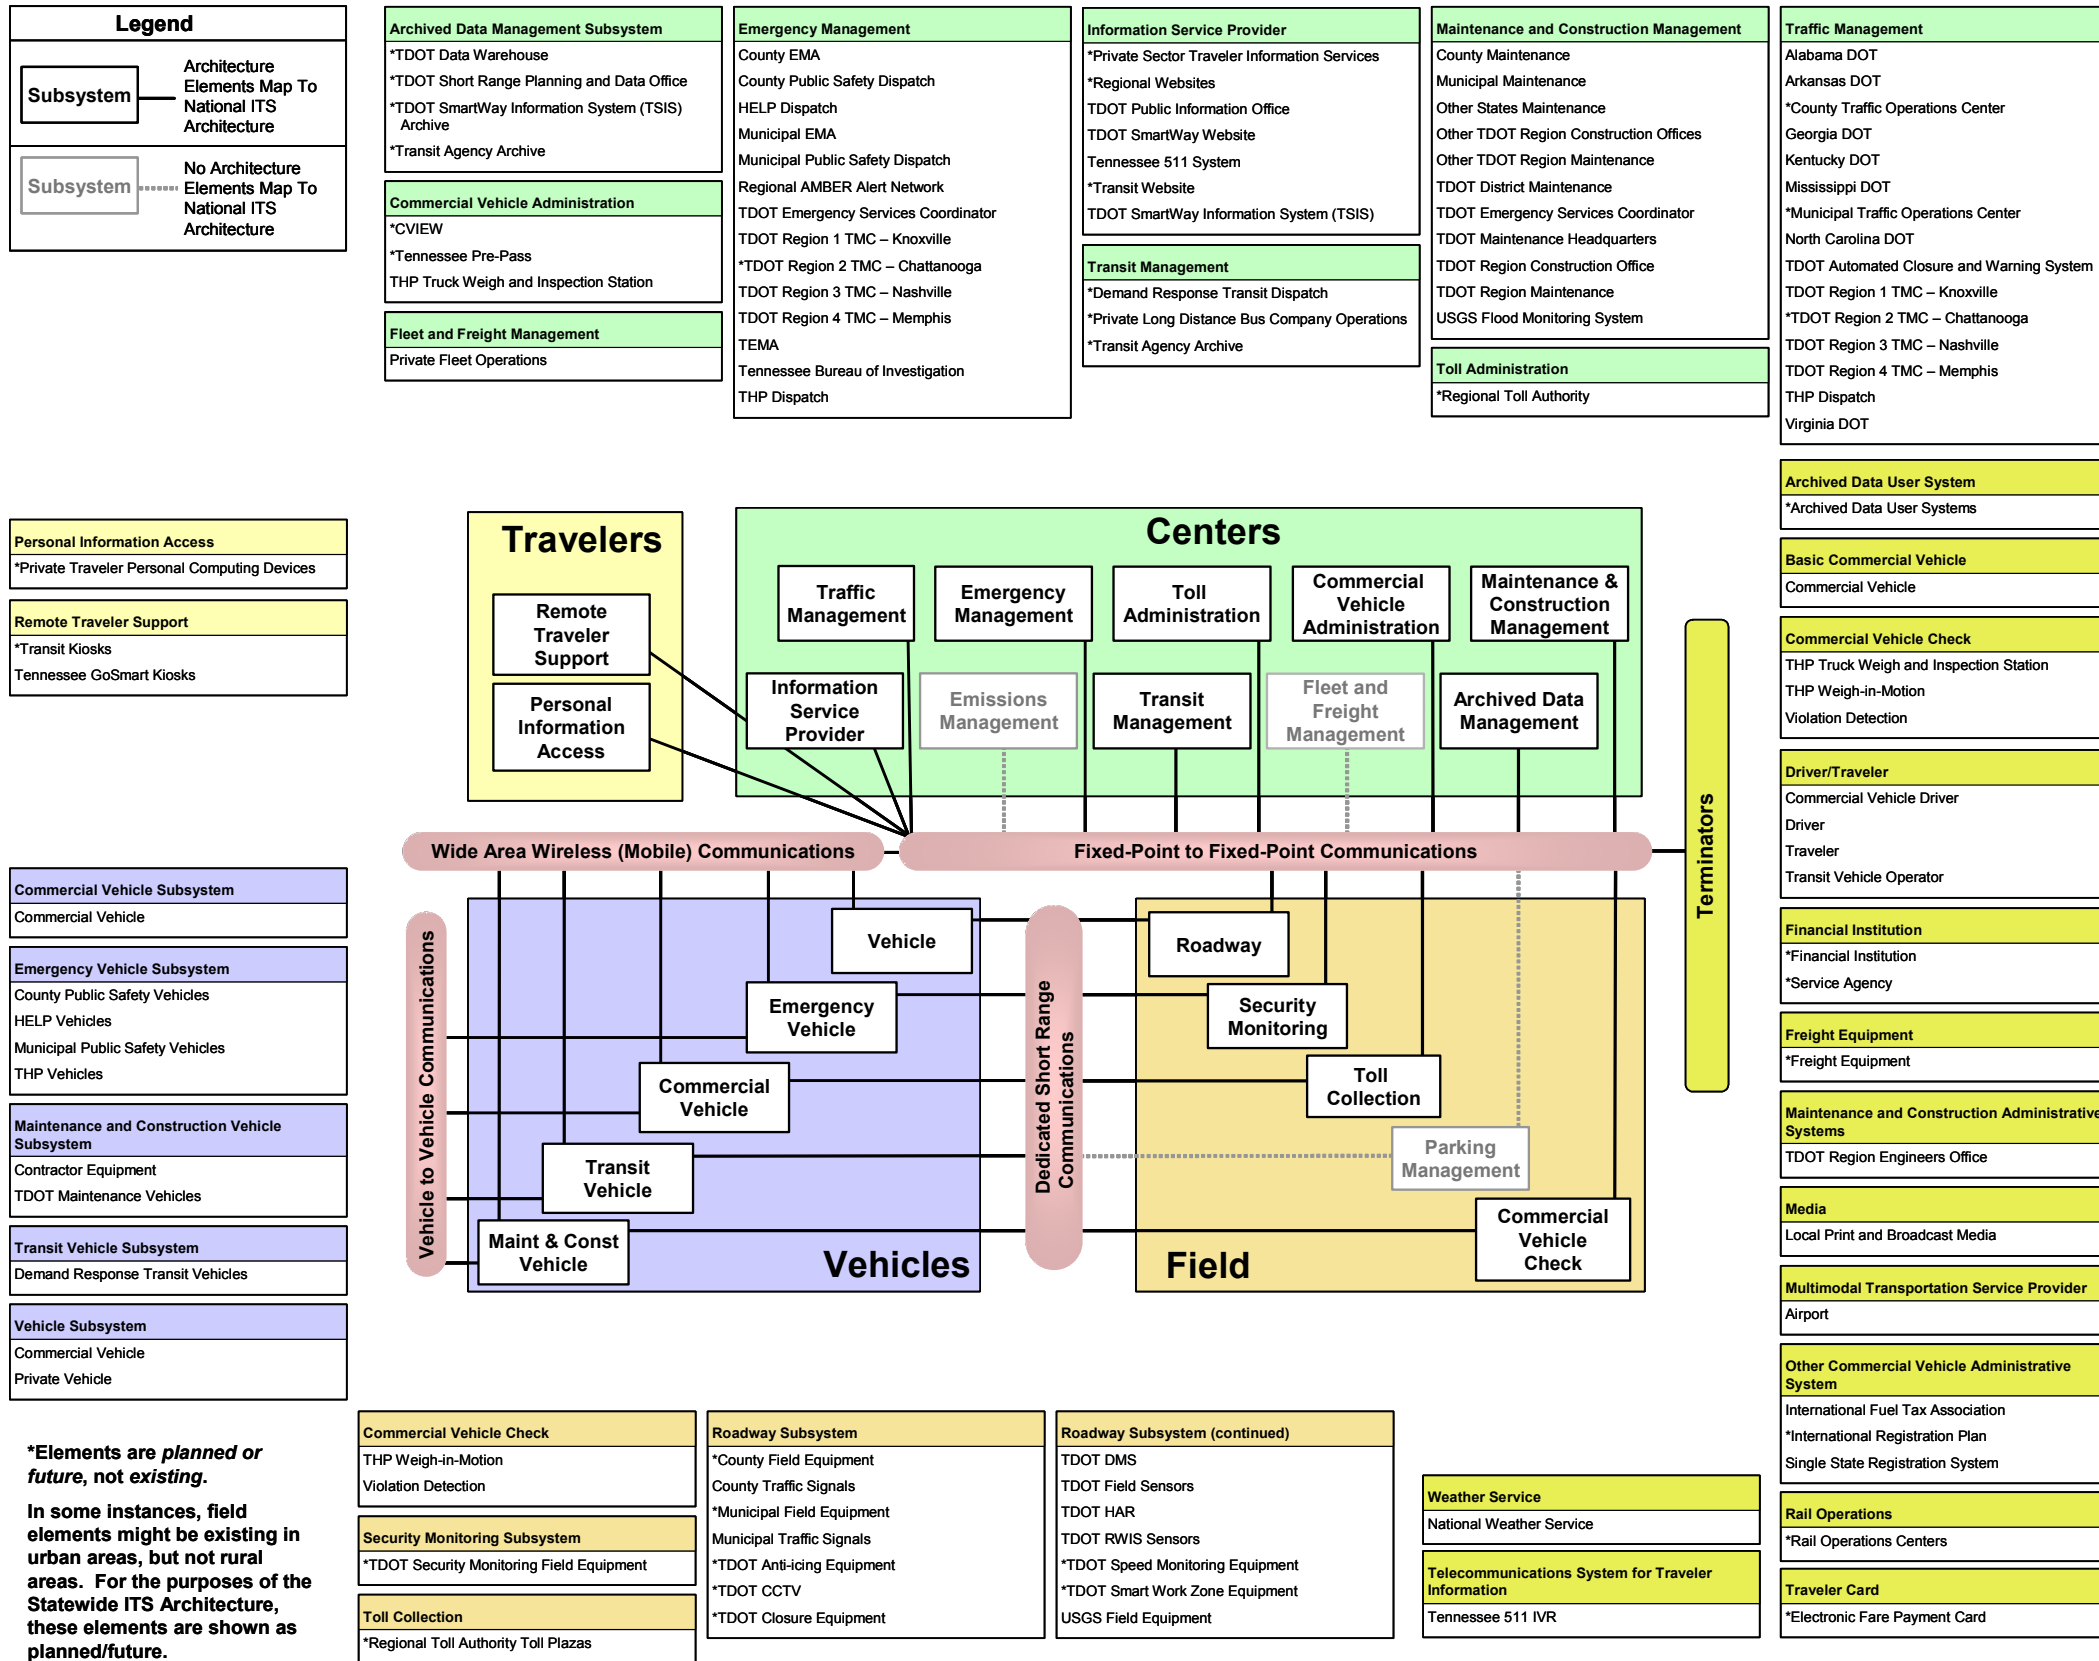 Legend
Subsystem
Architecture
Elements Map To
National ITS
Architecture
Subsystem
No Architecture
Elements Map To
National ITS
Architecture
Archived Data Management Subsystem
*TDOT Data Warehouse
*TDOT Short Range Planning and Data Office
*TDOT SmartWay Information System (TSIS)
Archive
*Transit Agency Archive
Commercial Vehicle Administration
*CVIEW
*Tennessee Pre-Pass
THP Truck Weigh and Inspection Station
Fleet and Freight Management
Private Fleet Operations
Emergency Management
County EMA
County Public Safety Dispatch
HELP Dispatch
Municipal EMA
Municipal Public Safety Dispatch
Regional AMBER Alert Network
TDOT Emergency Services Coordinator
TDOT Region 1 TMC – Knoxville
*TDOT Region 2 TMC – Chattanooga
TDOT Region 3 TMC – Nashville
TDOT Region 4 TMC – Memphis
TEMA
Tennessee Bureau of Investigation
THP Dispatch
Information Service Provider
*Private Sector Traveler Information Services
*Regional Websites
TDOT Public Information Office
TDOT SmartWay Website
Tennessee 511 System
*Transit Website
TDOT SmartWay Information System (TSIS)
Transit Management
*Demand Response Transit Dispatch
*Private Long Distance Bus Company Operations
*Transit Agency Archive
Maintenance and Construction Management
County Maintenance
Municipal Maintenance
Other States Maintenance
Other TDOT Region Construction Offices
Other TDOT Region Maintenance
TDOT District Maintenance
TDOT Emergency Services Coordinator
TDOT Maintenance Headquarters
TDOT Region Construction Office
TDOT Region Maintenance
USGS Flood Monitoring System
Toll Administration
*Regional Toll Authority
Traffic Management
Alabama DOT
Arkansas DOT
*County Traffic Operations Center
Georgia DOT
Kentucky DOT
Mississippi DOT
*Municipal Traffic Operations Center
North Carolina DOT
TDOT Automated Closure and Warning System
TDOT Region 1 TMC – Knoxville
*TDOT Region 2 TMC – Chattanooga
TDOT Region 3 TMC – Nashville
TDOT Region 4 TMC – Memphis
THP Dispatch
Virginia DOT
Personal Information Access
*Private Traveler Personal Computing Devices
Remote Traveler Support
*Transit Kiosks
Tennessee GoSmart Kiosks
Commercial Vehicle Subsystem
Commercial Vehicle
Emergency Vehicle Subsystem
County Public Safety Vehicles
HELP Vehicles
Municipal Public Safety Vehicles
THP Vehicles
Maintenance and Construction Vehicle
Subsystem
Contractor Equipment
TDOT Maintenance Vehicles
Transit Vehicle Subsystem
Demand Response Transit Vehicles
Vehicle Subsystem
Commercial Vehicle
Private Vehicle
Travelers
Remote
Traveler
Support
Personal
Information
Access
Centers
Traffic
Management
Emergency
Management
Toll
Administration
Commercial
Vehicle
Administration
Maintenance &
Construction
Management
Information
Service
Provider
Emissions
Management
Transit
Management
Fleet and
Freight
Management
Archived Data
Management
Wide Area Wireless (Mobile) Communications
Fixed-Point to Fixed-Point Communications
Terminators
Vehicle to Vehicle Communications
Vehicle
Emergency
Vehicle
Commercial
Vehicle
Transit
Vehicle
Maint & Const
Vehicle
Vehicles
Dedicated Short Range
Communications
Roadway
Security
Monitoring
Toll
Collection
Parking
Management
Commercial
Vehicle
Check
Field
Archived Data User System
*Archived Data User Systems
Basic Commercial Vehicle
Commercial Vehicle
Commercial Vehicle Check
THP Truck Weigh and Inspection Station
THP Weigh-in-Motion
Violation Detection
Driver/Traveler
Commercial Vehicle Driver
Driver
Traveler
Transit Vehicle Operator
Financial Institution
*Financial Institution
*Service Agency
Freight Equipment
*Freight Equipment
Maintenance and Construction Administrative
Systems
TDOT Region Engineers Office
Media
Local Print and Broadcast Media
Multimodal Transportation Service Provider
Airport
Other Commercial Vehicle Administrative
System
International Fuel Tax Association
*International Registration Plan
Single State Registration System
Rail Operations
*Rail Operations Centers
Traveler Card
*Electronic Fare Payment Card
*Elements are planned or
future, not existing.
In some instances, field
elements might be existing in
urban areas, but not rural
areas. For the purposes of the
Statewide ITS Architecture,
these elements are shown as
planned/future.
Commercial Vehicle Check
THP Weigh-in-Motion
Violation Detection
Security Monitoring Subsystem
*TDOT Security Monitoring Field Equipment
Toll Collection
*Regional Toll Authority Toll Plazas
Roadway Subsystem
*County Field Equipment
County Traffic Signals
*Municipal Field Equipment
Municipal Traffic Signals
*TDOT Anti-icing Equipment
*TDOT CCTV
*TDOT Closure Equipment
Roadway Subsystem (continued)
TDOT DMS
TDOT Field Sensors
TDOT HAR
TDOT RWIS Sensors
*TDOT Speed Monitoring Equipment
*TDOT Smart Work Zone Equipment
USGS Field Equipment
Weather Service
National Weather Service
Telecommunications System for Traveler
Information
Tennessee 511 IVR